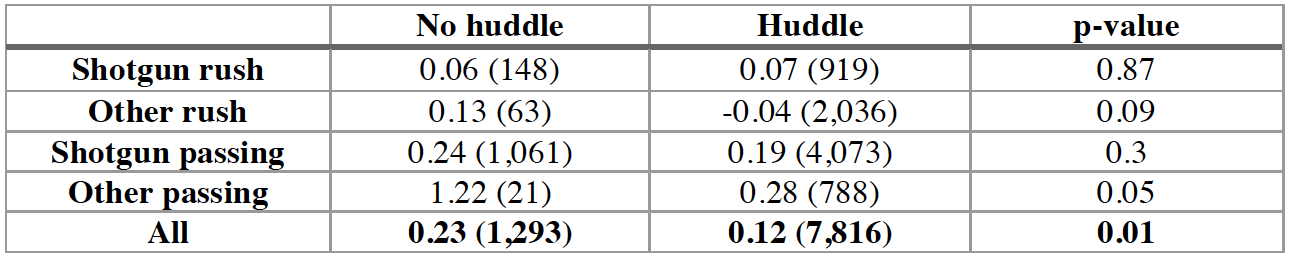 No huddle Huddle p-value
Shotgun rush 0.06 (148) 0.07 (919) 0.87
Other rush 0.13 (63) -0.04 (2,036) 0.09
Shotgun passing 0.24 (1,061) 0.19 (4,073) 0.3
Other passing 1.22 (21) 0.28 (788) 0.05
All 0.23 (1,293) 0.12 (7,816) 0.01